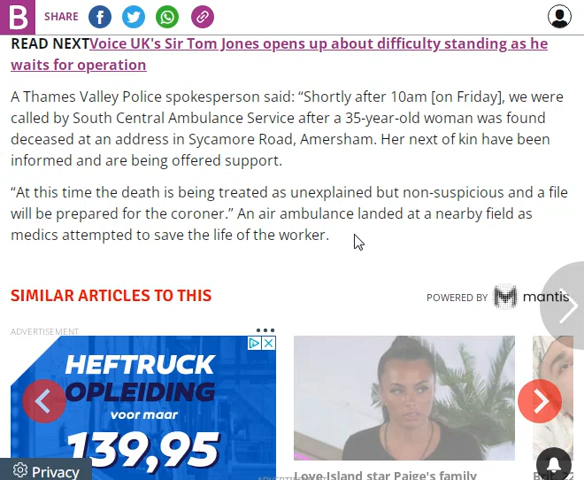 B SHARE
READ NEXTVoice UK's Sir Tom Jones opens up about difficulty standing as he
waits for operation
A Thames Valley Police spokesperson said: “Shortly after 10am [on Friday], we were
called by South Central Ambulance Service after a 35-year-old woman was found
deceased at an address in Sycamore Road, Amersham. Her next of kin have been
informed and are being offered support.
“At this time the death is being treated as unexplained but non-suspicious and a file
will be prepared for the coroner.” An air ambulance landed at a nearby field as
medics attempted to save the life of the worker.
SIMILAR ARTICLES TO THIS
POWERED BY mantis
ADVERTISEMENT
HEFTRUCK
OPLEIDING
voor maar
139,95
Privacy
Love Island star Paige's family